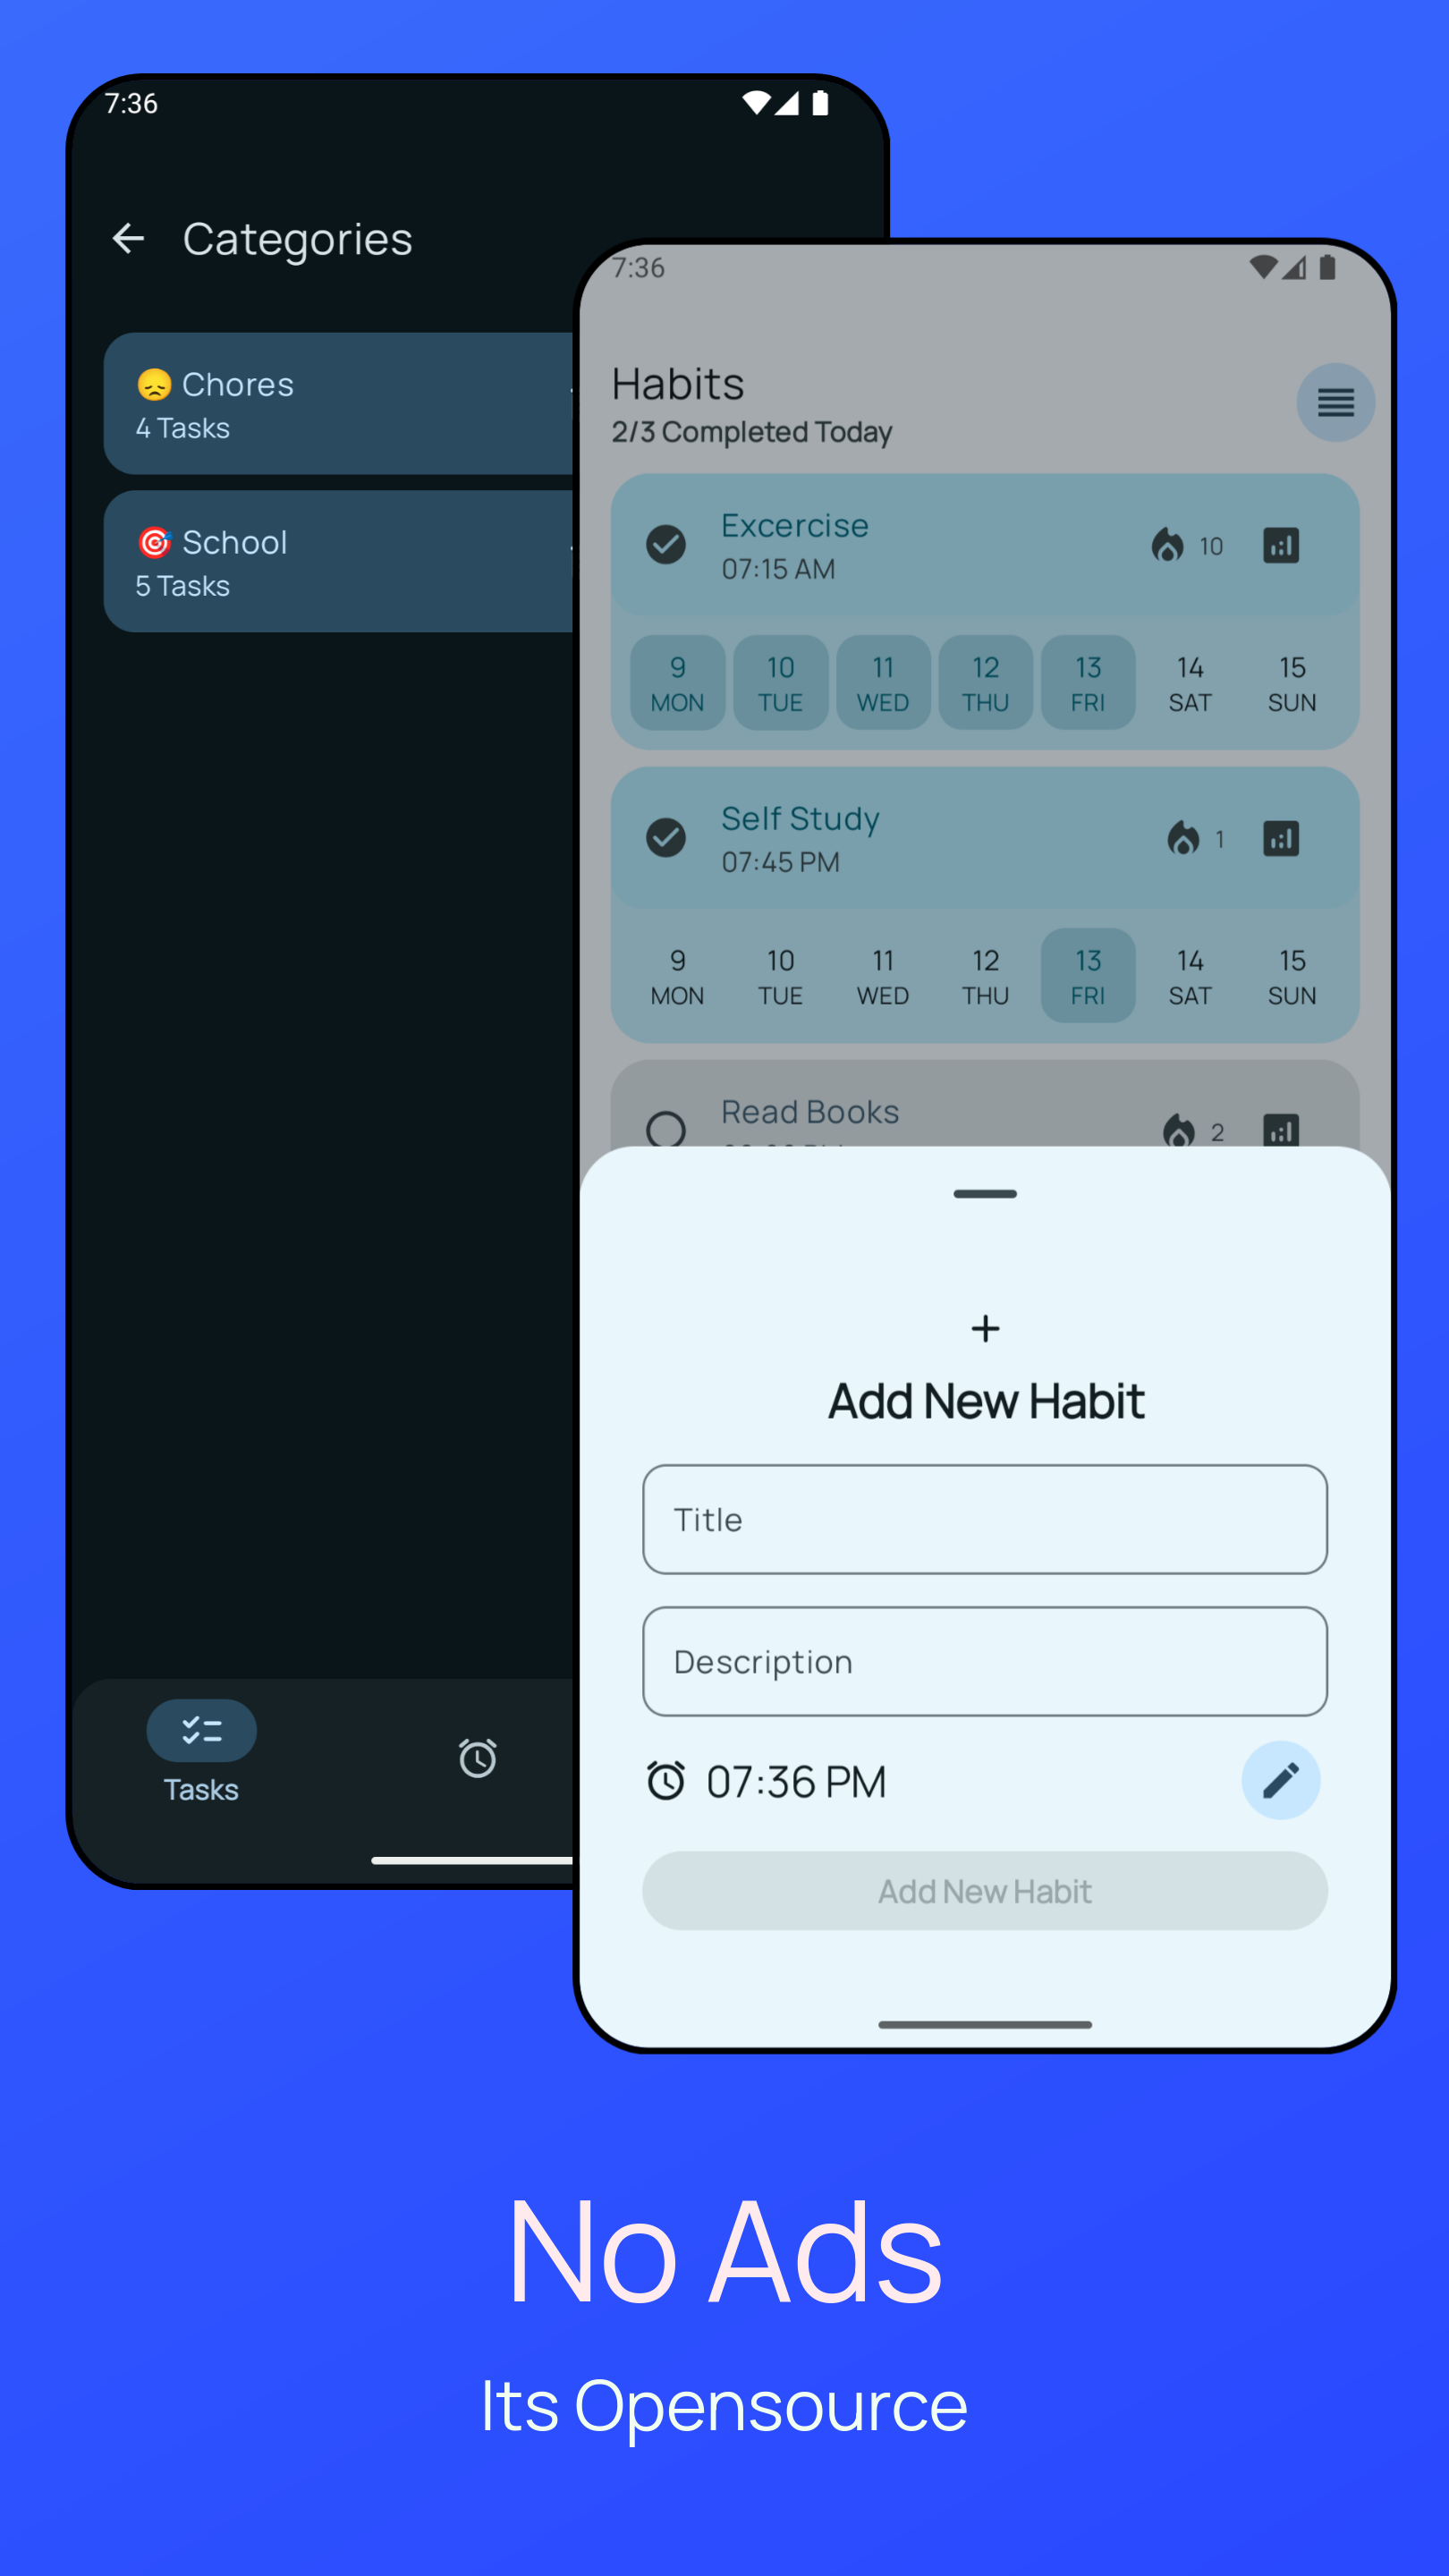 7:36
Categories
😞 Chores
4 Tasks
🎯 School
5 Tasks
Tasks
7:36
Habits
2/3 Completed Today
Excercise
07:15 AM
10
9 10 11 12 13 14 15
MON TUE WED THU FRI SAT SUN
Self Study
07:45 PM
1
9 10 11 12 13 14 15
MON TUE WED THU FRI SAT SUN
Read Books
2
Add New Habit
Title
Description
07:36 PM
Add New Habit
No Ads
Its Opensource